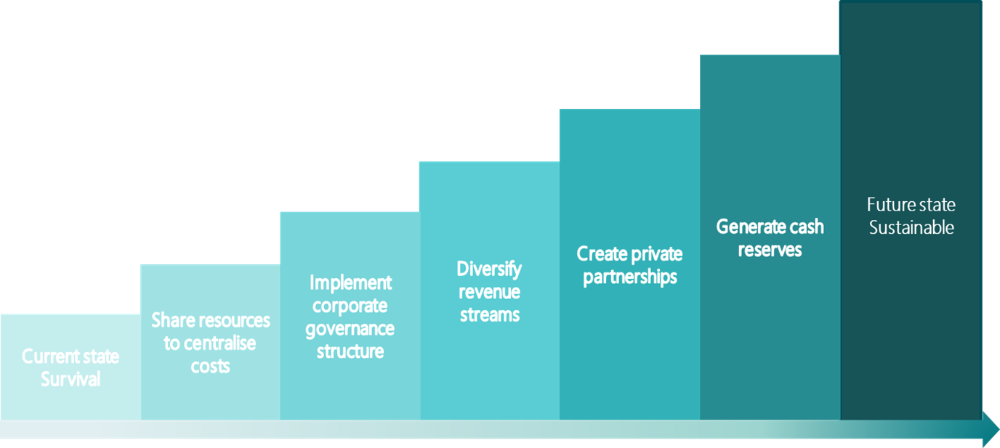 Current state
Survival
Share resources
to centralise
costs
Implement
corporate
governance
structure
Diversify
revenue
streams
Create private
partnerships
Generate cash
reserves
Future state
Sustainable